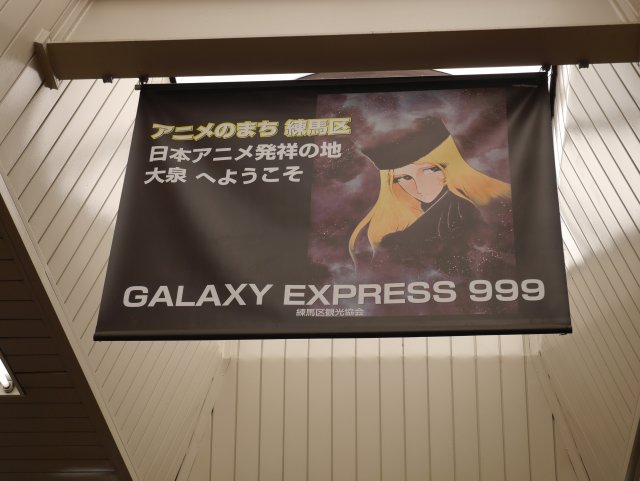 アニメのまち 練馬区
日本アニメ発祥の地
大泉 へようこそ
GALAXY EXPRESS 999
練馬区観光協会